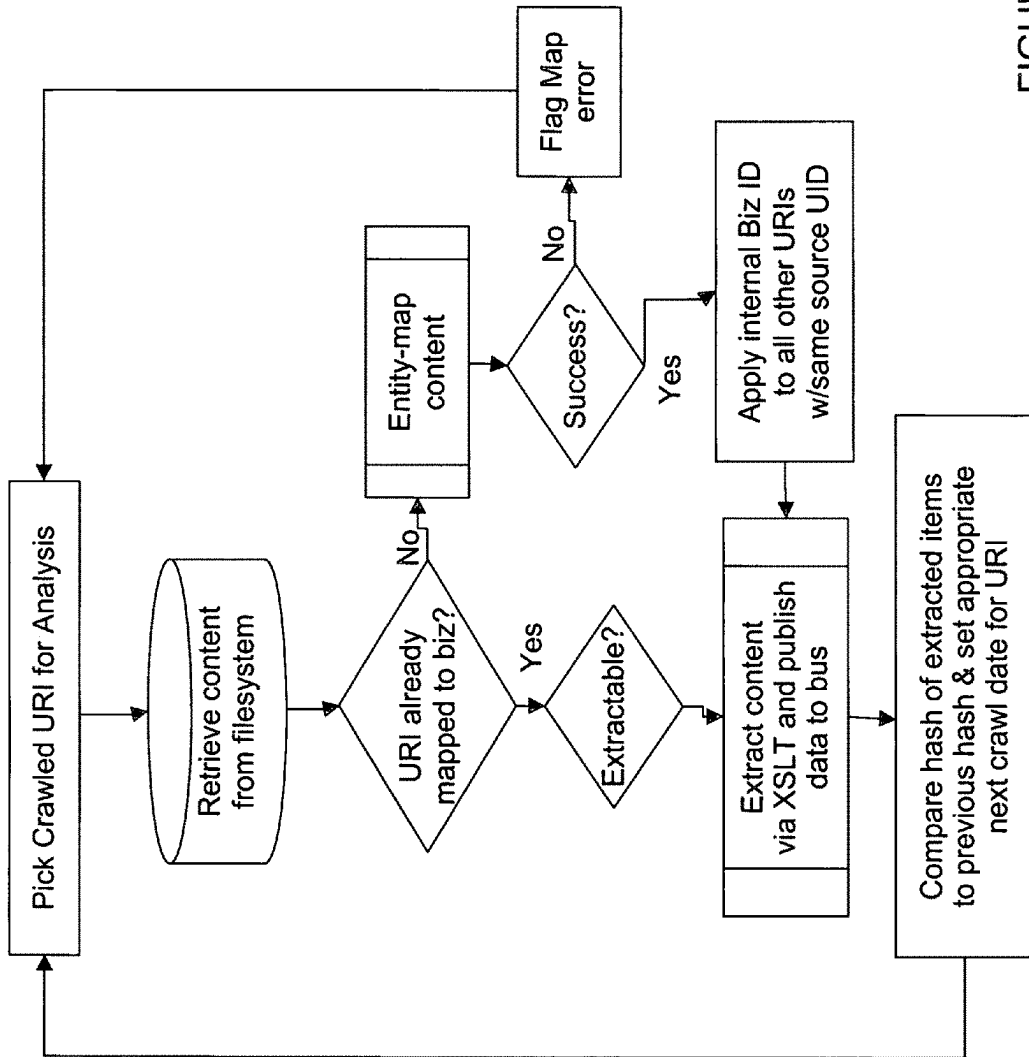 Pick Crawled URI for Analysis
Retrieve content
from filesystem
URI already
mapped to biz?
No
Yes
Entity-map
content
Success?
No
Yes
Flag Map
error
Apply internal Biz ID
to all other URIs
w/same source UID
Extractable?
Extract content
via XSLT and publish
data to bus
Compare hash of extracted items
to previous hash & set appropriate
next crawl date for URI